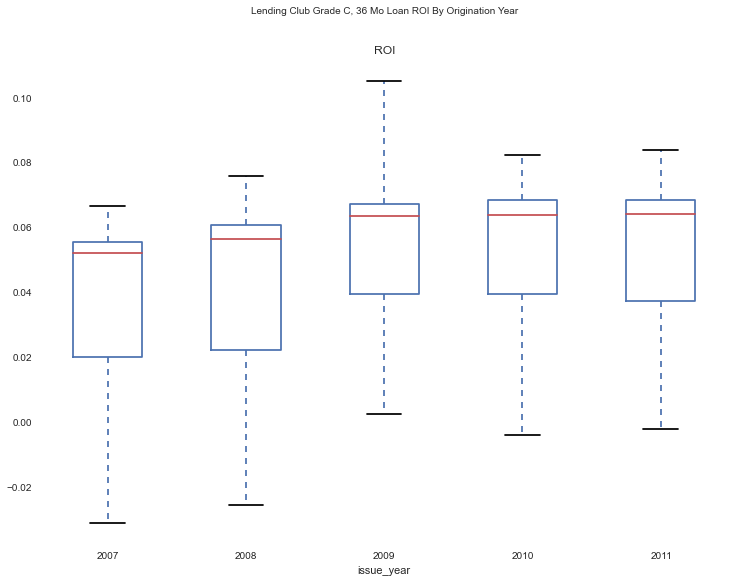 Lending Club Grade C, 36 Mo Loan ROI By Origination Year
ROI
0.10
0.08
0.06
0.04
0.02
0.00
−0.02
2007 2008 2009 2010 2011
issue_year